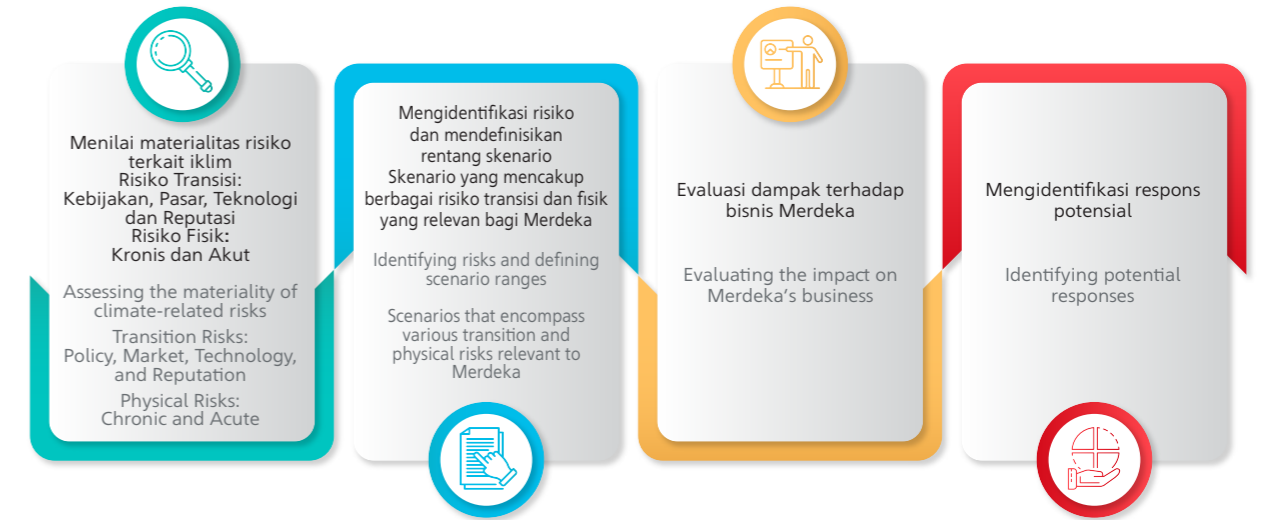 Menilai materialitas risiko
terkait iklim
Risiko Transisi:
Kebijakan, Pasar, Teknologi
dan Reputasi
Risiko Fisik:
Kronis dan Akut
Assessing the materiality of
climate-related risks
Transition Risks:
Policy, Market, Technology,
and Reputation
Physical Risks:
Chronic and Acute
Mengidentifikasi risiko
dan mendefinisikan
rentang skenario
Skenario yang mencakup
berbagai risiko transisi dan fisik
yang relevan bagi Merdeka
Identifying risks and defining
scenario ranges
Scenarios that encompass
various transition and
physical risks relevant to
Merdeka
Evaluasi dampak terhadap
bisnis Merdeka
Evaluating the impact on
Merdeka's business
Mengidentifikasi respons
potensial
Identifying potential
responses